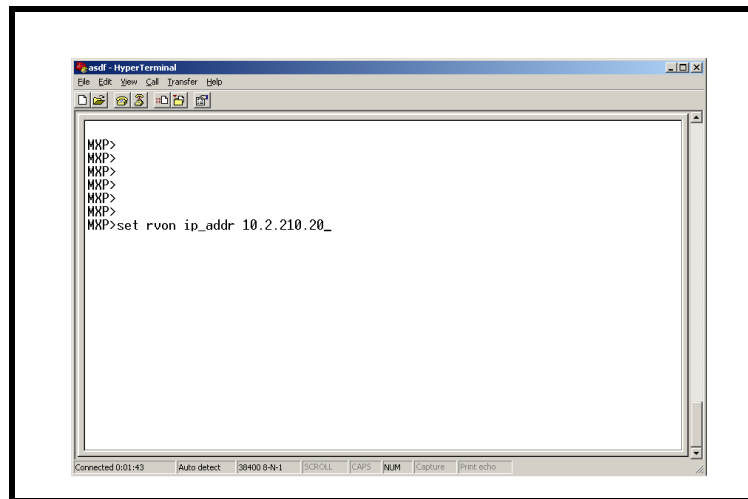 asdf - HyperTerminal
File Edit View Call Transfer Help
MXP>
MXP>
MXP>
MXP>
MXP>
MXP>
MXP>set rvon ip_addr 10.2.210.20_
Connected 0:01:43 Auto detect 38400 8-N-1 SCROLL CAPS NUM Capture Print echo